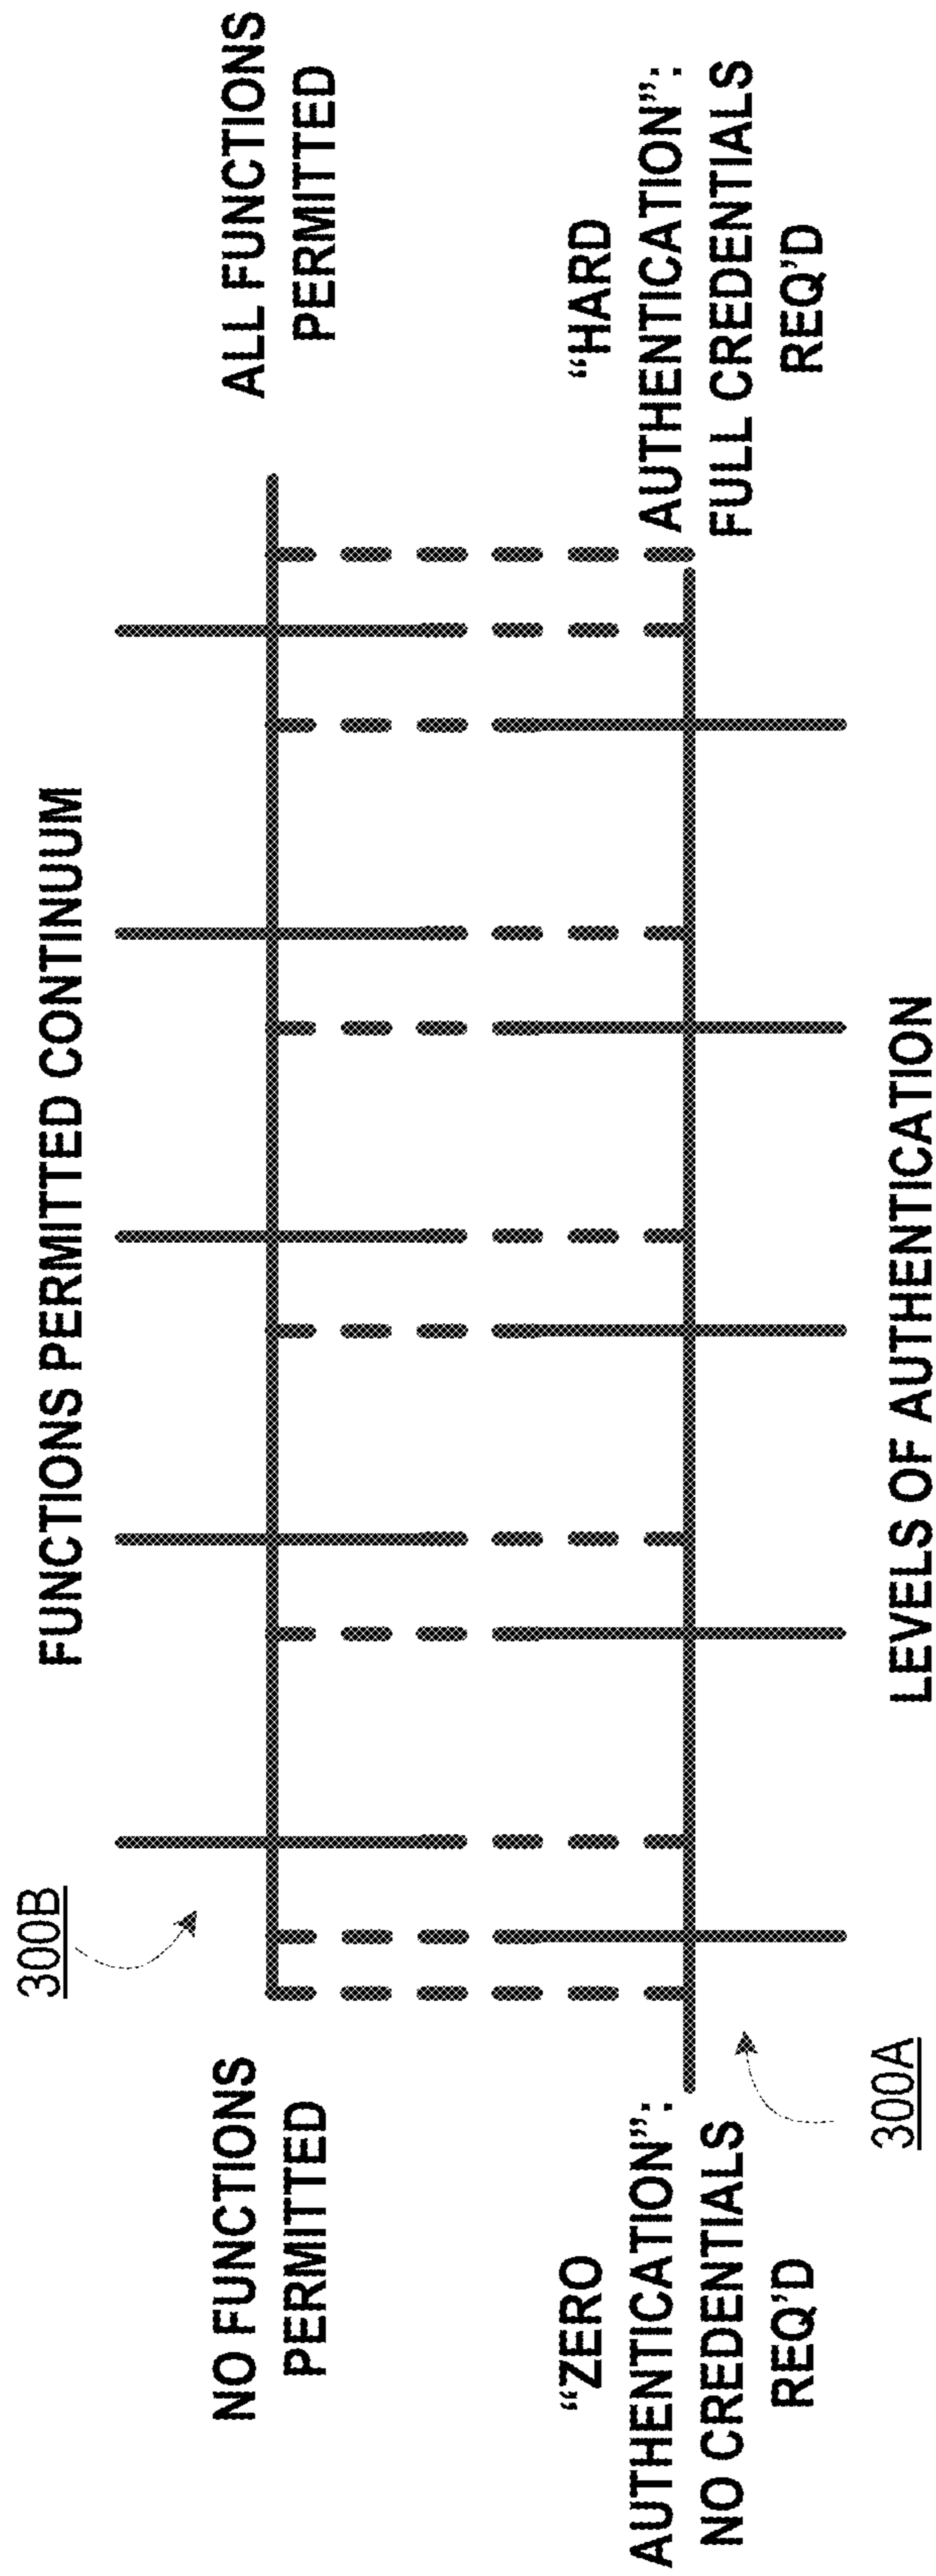 FUNCTIONS PERMITTED CONTINUUM
300B
NO FUNCTIONS
PERMITTED
ALL FUNCTIONS
PERMITTED
“ZERO
AUTHENTICATION”:
NO CREDENTIALS
REQ’D
“HARD
AUTHENTICATION”:
FULL CREDENTIALS
REQ’D
300A
LEVELS OF AUTHENTICATION